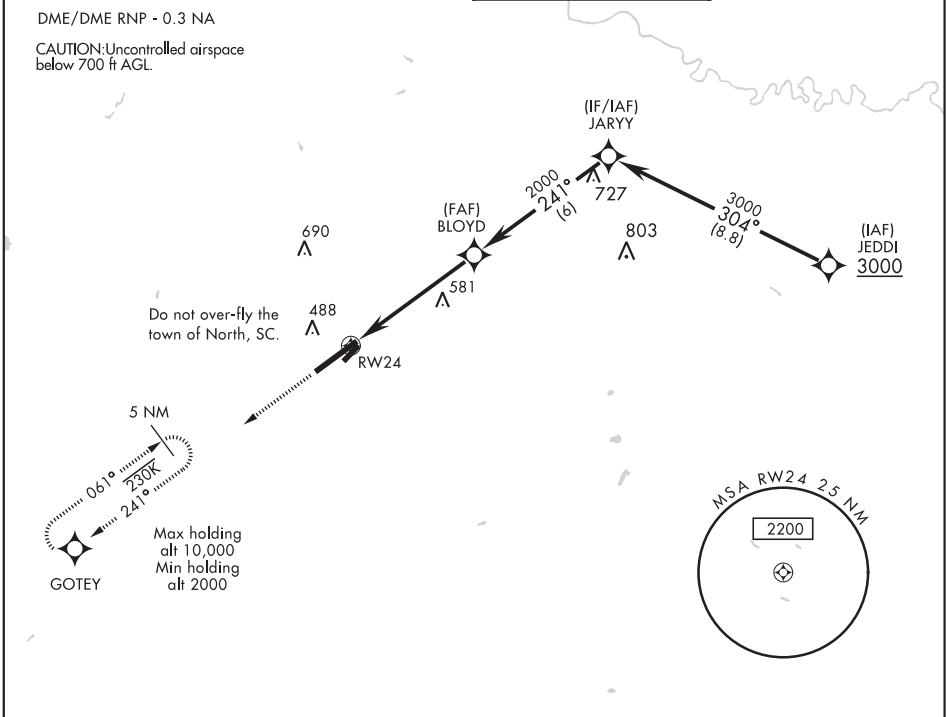 DME/DME RNP - 0.3 NA
CAUTION:Uncontrolled airspace
below 700 ft AGL.
(IF/IAF)
JARYY
2000
241°
(6)
727
3000
304°
(8.8)
(FAF)
BLOYD
803
(IAF)
JEDDI
3000
690
581
Do not over-fly the
town of North, SC.
488
RW24
5 NM
061°
230K
241°
Max holding
alt 10,000
Min holding
alt 2000
GOTEY
MSA RW24 25 NM
2200